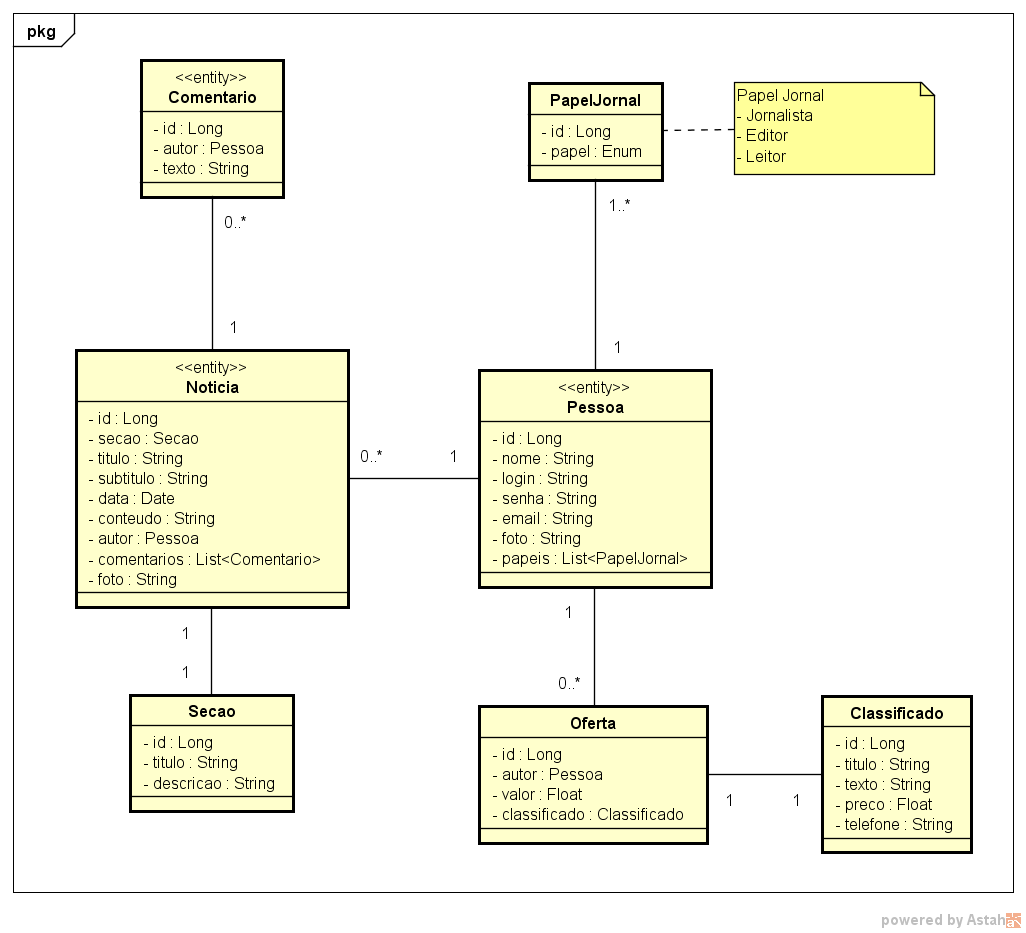 pkg
<<entity>>
Comentario
- id : Long
- autor : Pessoa
- texto : String
PapelJornal
- id : Long
- papel : Enum
Papel Jornal
- Jornalista
- Editor
- Leitor
0..*
1
1..*
1
<<entity>>
Noticia
- id : Long
- secao : Secao
- titulo : String
- subtitulo : String
- data : Date
- conteudo : String
- autor : Pessoa
- comentarios : List<Comentario>
- foto : String
0..*
1
<<entity>>
Pessoa
- id : Long
- nome : String
- login : String
- senha : String
- email : String
- foto : String
- papeis : List<PapelJornal>
1
1
1
0..*
Secao
- id : Long
- titulo : String
- descricao : String
Oferta
- id : Long
- autor : Pessoa
- valor : Float
- classificado : Classificado
1
1
Classificado
- id : Long
- titulo : String
- texto : String
- preco : Float
- telefone : String
powered by Astah